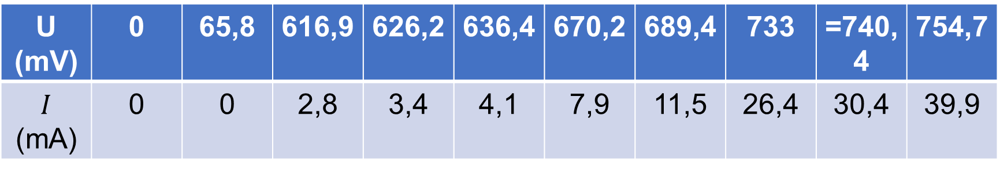 U (mV) 0 65,8 616,9 626,2 636,4 670,2 689,4 733 =740,4 754,7
I (mA) 0 0 2,8 3,4 4,1 7,9 11,5 26,4 30,4 39,9